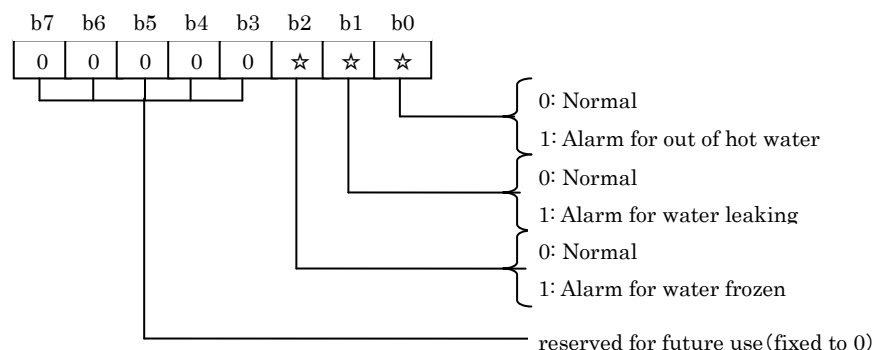 b7 b6 b5 b4 b3 b2 b1 b0
0 0 0 0 0 ☆ ☆ ☆
0: Normal
1: Alarm for out of hot water
0: Normal
1: Alarm for water leaking
0: Normal
1: Alarm for water frozen
reserved for future use(fixed to 0)